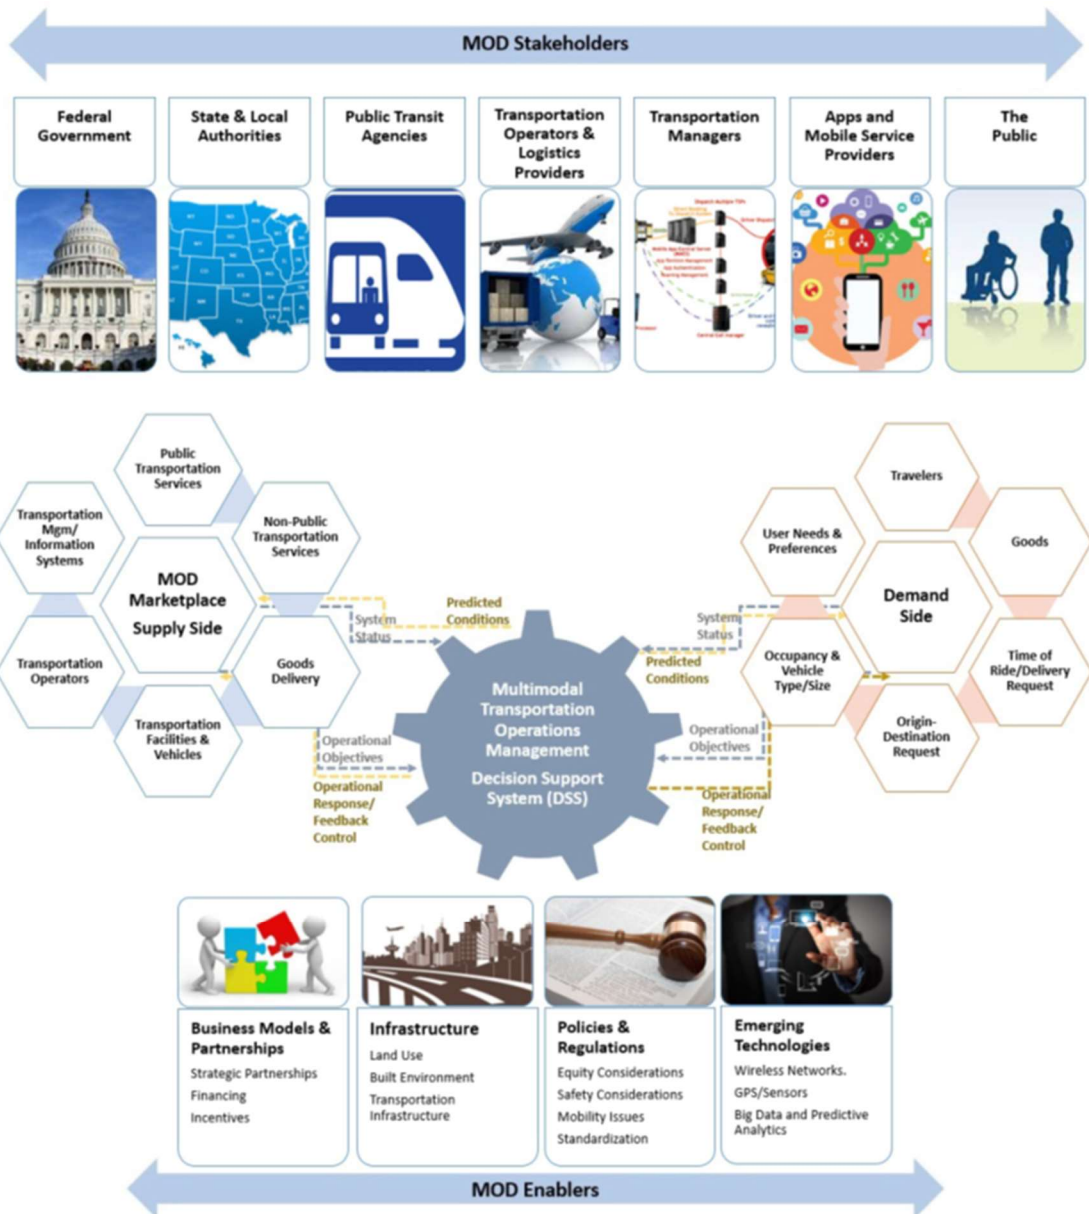 MOD Stakeholders
Federal
Government
State & Local
Authorities
Public Transit
Agencies
Transportation
Operators &
Logistics
Providers
Transportation
Managers
Apps and
Mobile Service
Providers
The
Public
Dispatch Multiple TSPs
Central Call Manager
Public
Transportation
Services
Transportation
Mgm/
Information
Systems
Non-Public
Transportation
Services
MOD
Marketplace
Supply Side
Transportation
Operators
Goods
Delivery
Transportation
Facilities &
Vehicles
System
Status
Predicted
Conditions
Operational
Objectives
Operational
Response/
Feedback
Control
Multimodal
Transportation
Operations
Management
Decision Support
System (DSS)
System
Status
Predicted
Conditions
Operational
Objectives
Operational
Response/
Feedback
Control
Travelers
User Needs &
Preferences
Goods
Demand
Side
Occupancy &
Vehicle
Type/Size
Time of
Ride/Delivery
Request
Origin-
Destination
Request
Business Models &
Partnerships
Strategic Partnerships
Financing
Incentives
Infrastructure
Land Use
Built Environment
Transportation
Infrastructure
Policies &
Regulations
Equity Considerations
Safety Considerations
Mobility Issues
Standardization
Emerging
Technologies
Wireless Networks.
GPS/Sensors
Big Data and Predictive
Analytics
MOD Enablers